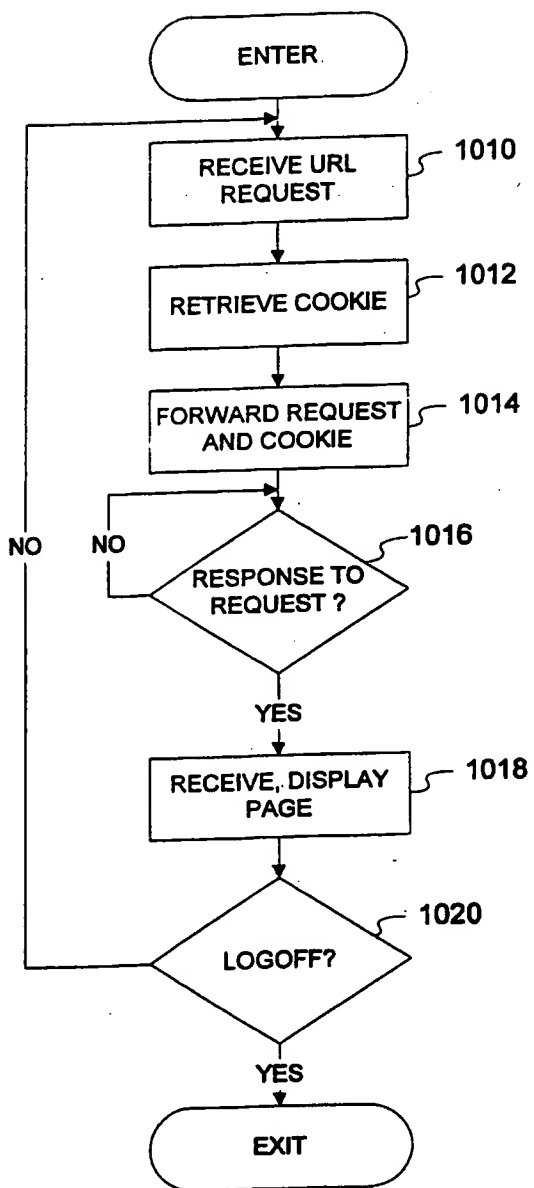 ENTER
RECEIVE URL
REQUEST
1010
RETRIEVE COOKIE
1012
FORWARD REQUEST
AND COOKIE
1014
NO
NO
RESPONSE TO
REQUEST ?
1016
YES
RECEIVE, DISPLAY
PAGE
1018
LOGOFF?
1020
YES
EXIT